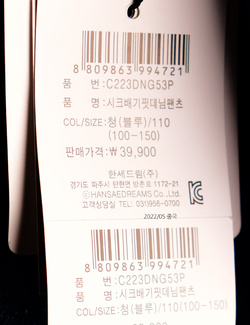 8 809863 994721
품 번 :C223DNG53P
품 명 :시크배기핏데님팬츠
COL/SIZE:청(블루)/110
(100-150)
판매가격:₩39,900
한세드림(주)
경기도 파주시 탄현면 방촌로 1172-21
ⓒHANSAEDREAMS Co.,Ltd.
고객상담실 TEL: 031)956-0700
2022/05 중국
8 809863 994721
품 번 :C223DNG53P
품 명 :시크배기핏데님팬츠
COL/SIZE:청(블루)/110(100-150)